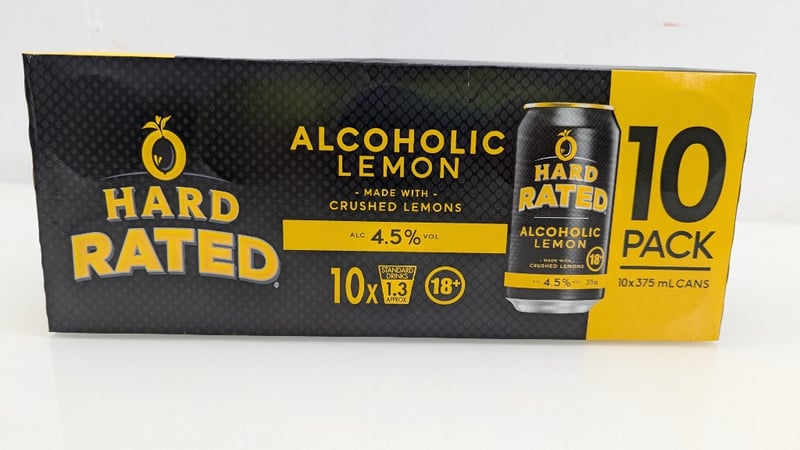 HARD
RATED
ALCOHOLIC
LEMON
- MADE WITH -
CRUSHED LEMONS
ALC. 4.5% VOL.
10x
STANDARD
DRINKS
1.3
APPROX.
18+
HARD
RATED
ALCOHOLIC
LEMON
- MADE WITH -
CRUSHED LEMONS
18+
4.5%
10
PACK
10x375 mL CANS